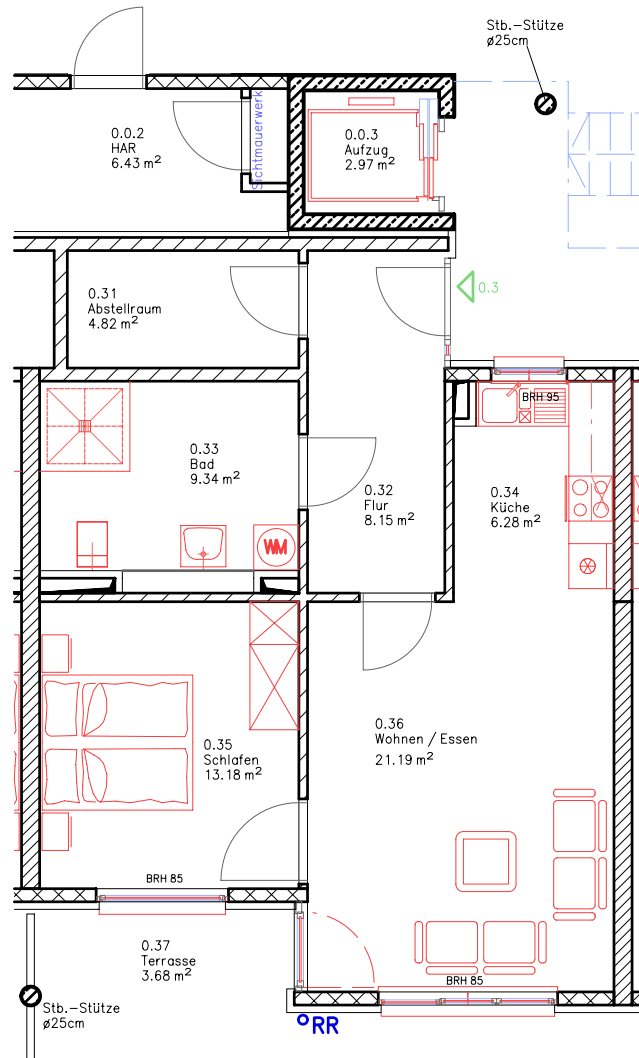 Stb.-Stütze
ø25cm
0.0.2
HAR
6.43 m²
Sichtmauerwerk
0.0.3
Aufzug
2.97 m²
0.31
Abstellraum
4.82 m²
0.3
BRH 95
0.33
Bad
9.34 m²
0.32
Flur
8.15 m²
0.34
Küche
6.28 m²
WM
0.35
Schlafen
13.18 m²
0.36
Wohnen / Essen
21.19 m²
BRH 85
0.37
Terrasse
3.68 m²
BRH 85
Stb.-Stütze
ø25cm
RR